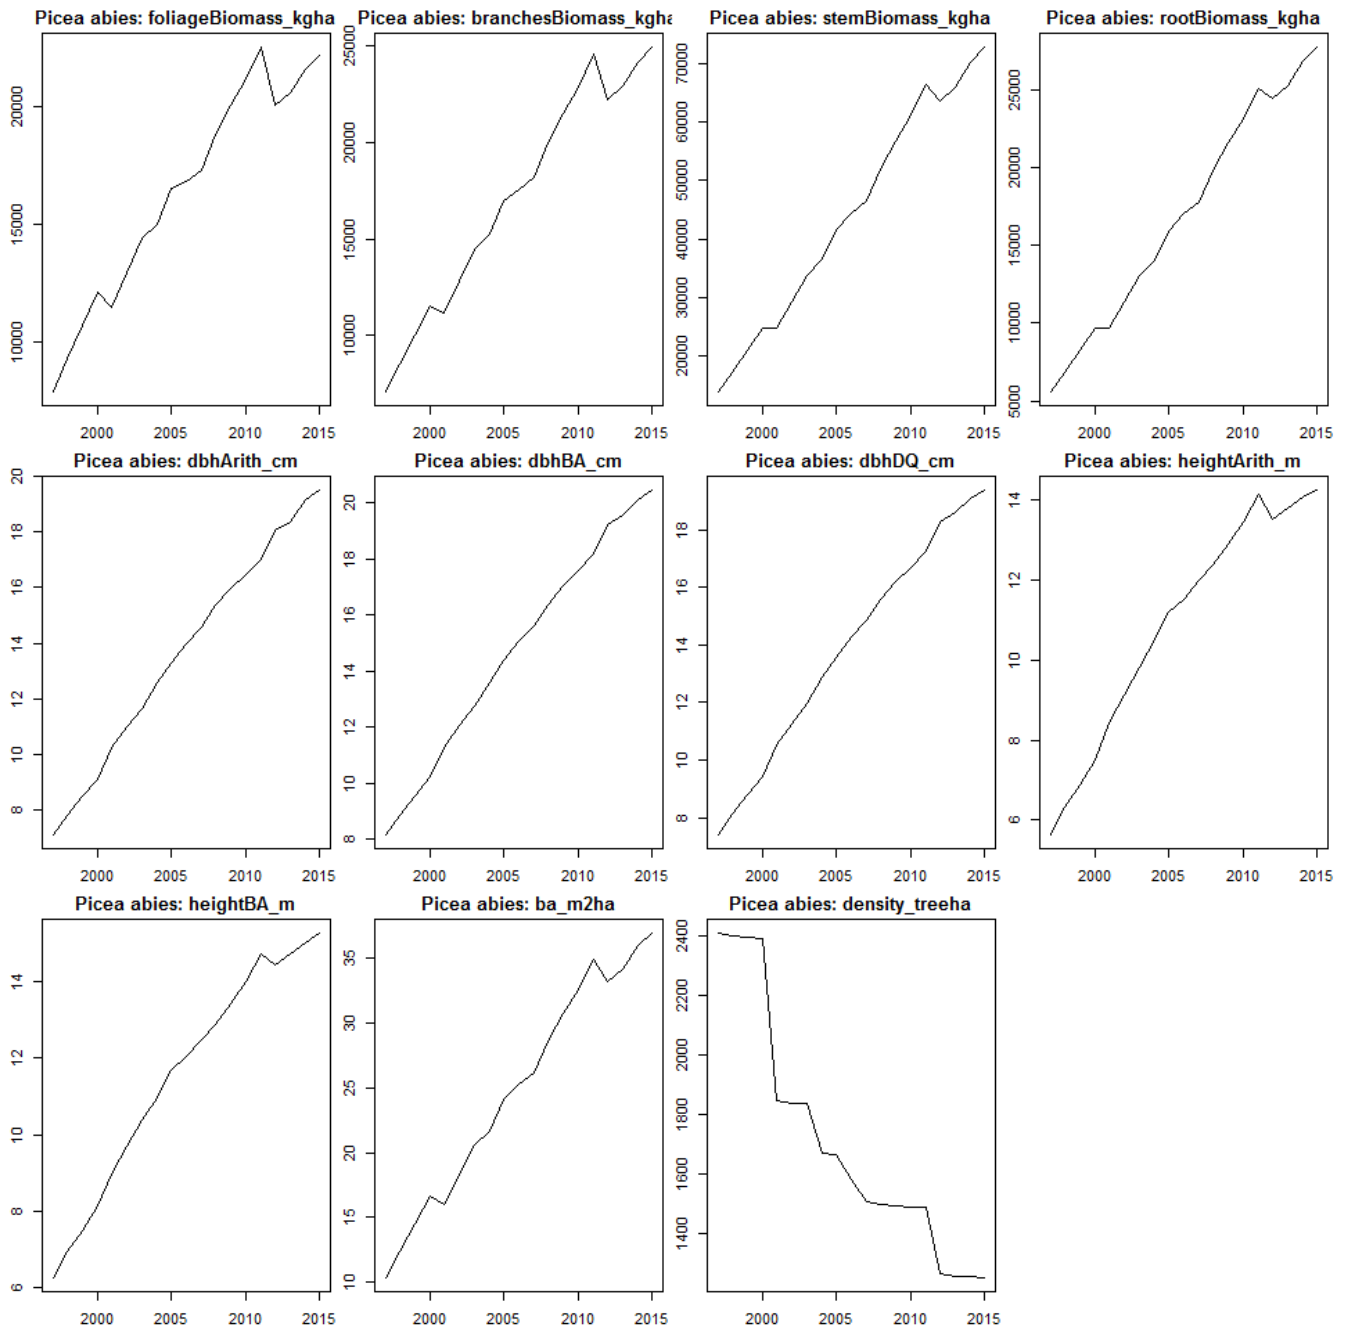 Picea abies: foliageBiomass_kgha
10000 15000 20000
2000 2005 2010 2015
Picea abies: branchesBiomass_kgha
10000 15000 20000 25000
2000 2005 2010 2015
Picea abies: stemBiomass_kgha
20000 30000 40000 50000 60000 70000
2000 2005 2010 2015
Picea abies: rootBiomass_kgha
5000 10000 15000 20000 25000
2000 2005 2010 2015
Picea abies: dbhArith_cm
8 10 12 14 16 18 20
2000 2005 2010 2015
Picea abies: dbhBA_cm
8 10 12 14 16 18 20
2000 2005 2010 2015
Picea abies: dbhDQ_cm
8 10 12 14 16 18
2000 2005 2010 2015
Picea abies: heightArith_m
6 8 10 12 14
2000 2005 2010 2015
Picea abies: heightBA_m
6 8 10 12 14
2000 2005 2010 2015
Picea abies: ba_m2ha
10 15 20 25 30 35
2000 2005 2010 2015
Picea abies: density_treeha
1400 1600 1800 2000 2200 2400
2000 2005 2010 2015